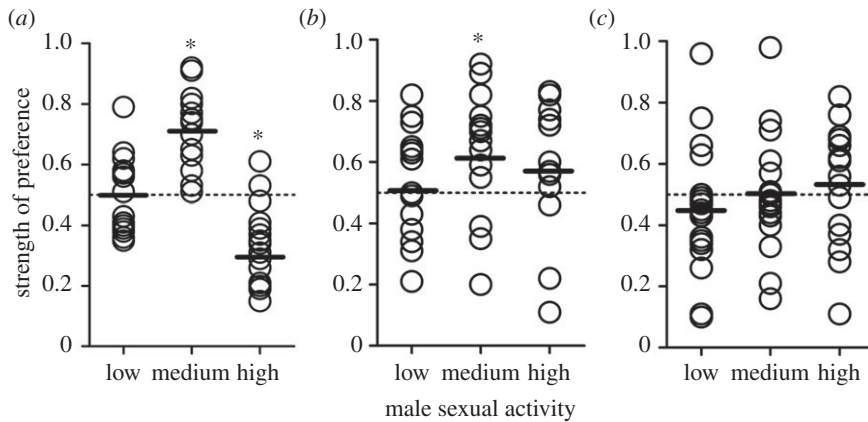 (a)
(b)
(c)
strength of preference
1.0
0.8
0.6
0.4
0.2
0
*
*
low medium high
1.0
0.8
0.6
0.4
0.2
0
*
low medium high
1.0
0.8
0.6
0.4
0.2
0
low medium high
male sexual activity